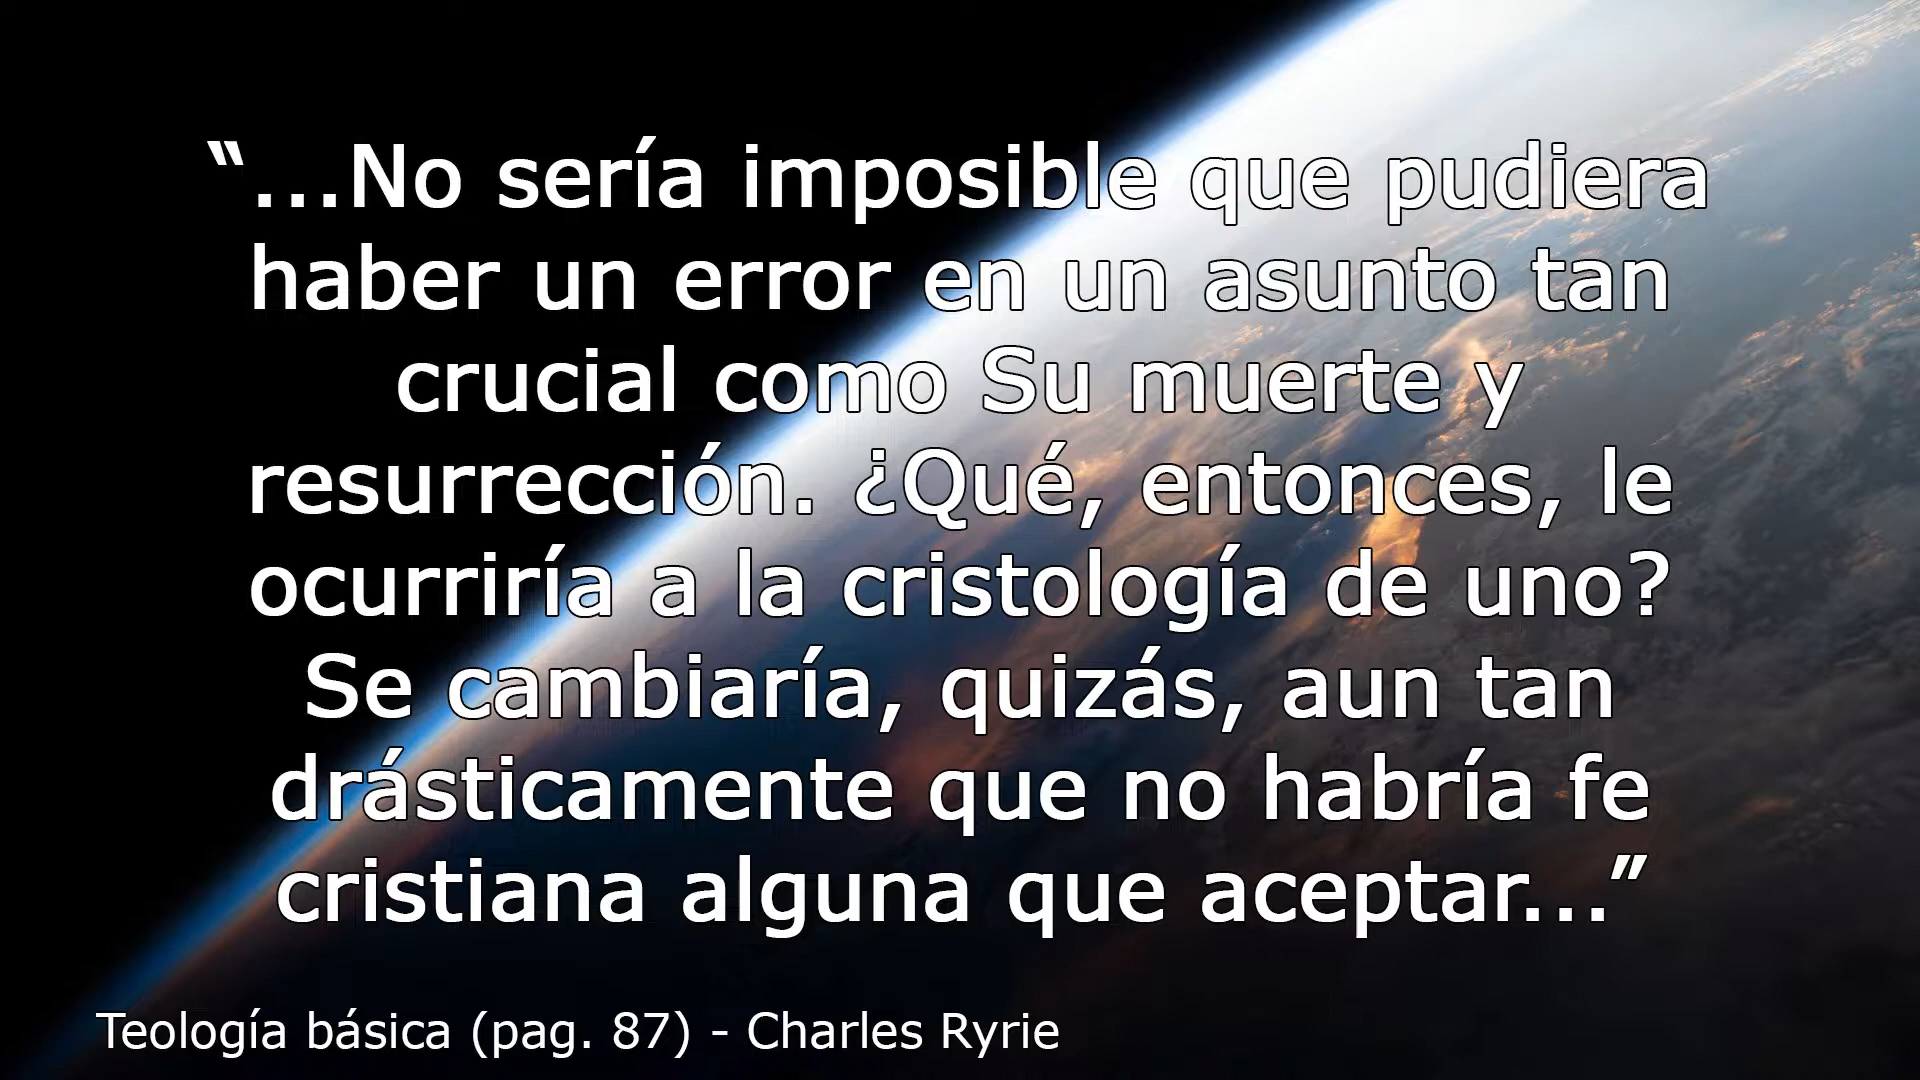 “...No sería imposible que pudiera
haber un error en un asunto tan
crucial como Su muerte y
resurrección. ¿Qué, entonces, le
ocurriría a la cristología de uno?
Se cambiaría, quizás, aun tan
drásticamente que no habría fe
cristiana alguna que aceptar...”
Teología básica (pag. 87) - Charles Ryrie